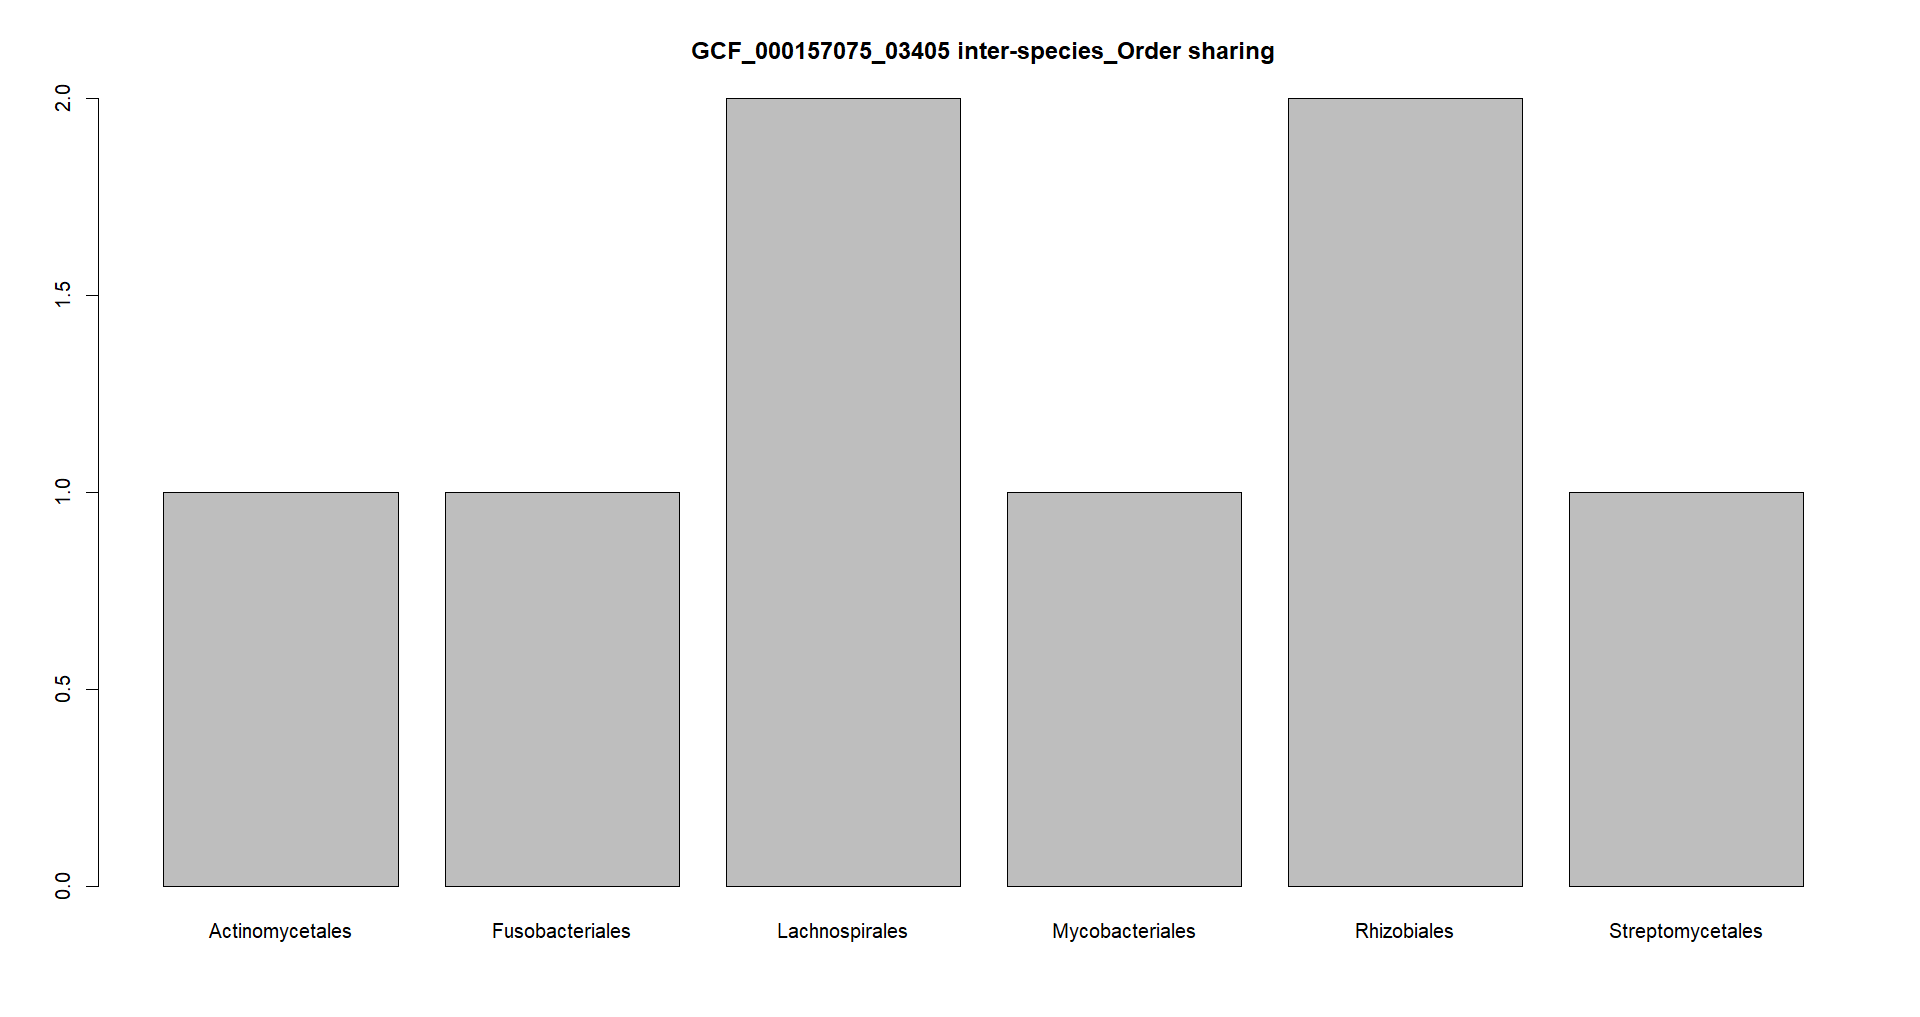 GCF_000157075_03405 inter-species_Order sharing
2.0
1.5
1.0
0.5
0.0
Actinomycetales
Fusobacteriales
Lachnospirales
Mycobacteriales
Rhizobiales
Streptomycetales